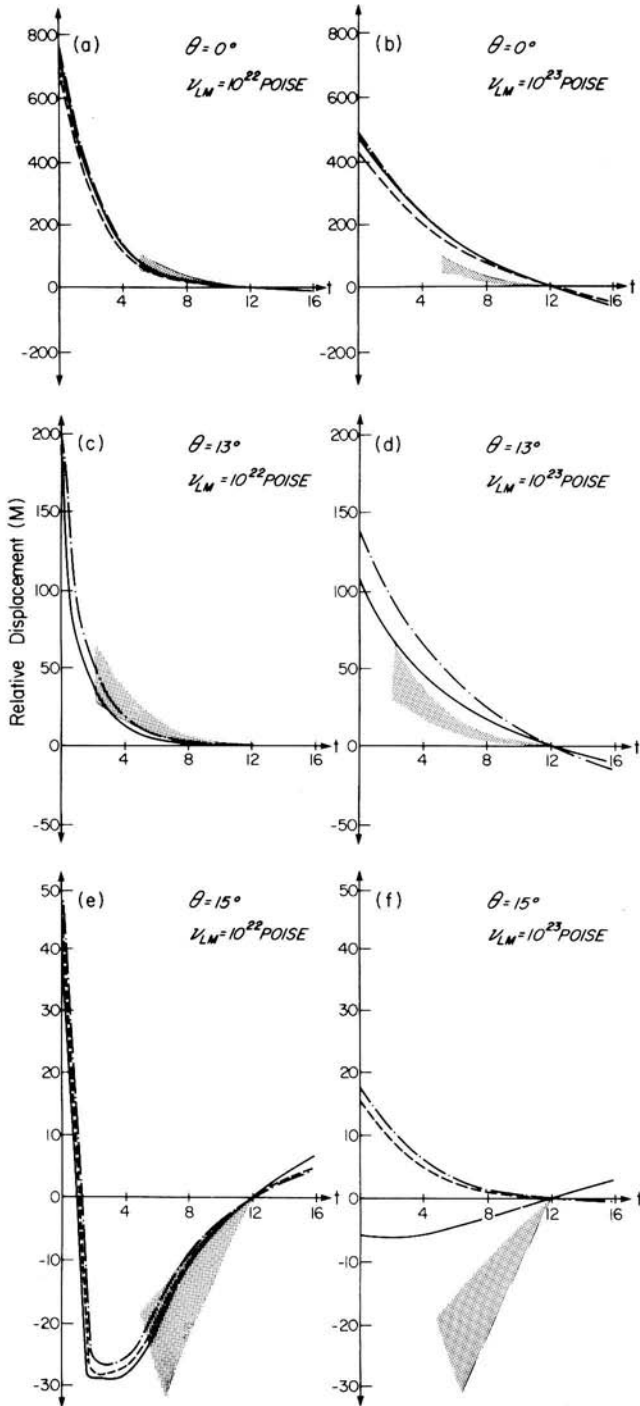 (a) θ = 0° (b) θ = 0°
ν_LM = 10^22 POISE ν_LM = 10^23 POISE
800 800
600 600
400 400
200 200
0 4 8 12 16 t 0 4 8 12 16 t
-200 -200
(c) θ = 13° (d) θ = 13°
ν_LM = 10^22 POISE ν_LM = 10^23 POISE
200 200
150 150
100 100
50 50
0 4 8 12 16 t 0 4 8 12 16 t
-50 -50
Relative Displacement (M)
(e) θ = 15° (f) θ = 15°
ν_LM = 10^22 POISE ν_LM = 10^23 POISE
50 50
40 40
30 30
20 20
10 10
0 4 8 12 16 t 0 4 8 12 16 t
-10 -10
-20 -20
-30 -30